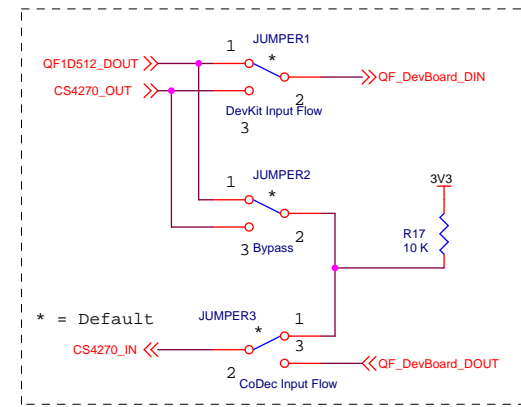 JUMPER1
1
*
QF1D512_DOUT
QF_DevBoard_DIN
CS4270_OUT
2
DevKit Input Flow
3
JUMPER2
1
*
3V3
R17
10 K
2
3
Bypass
* = Default
JUMPER3
1
*
3
CS4270_IN
QF_DevBoard_DOUT
2
CoDec Input Flow